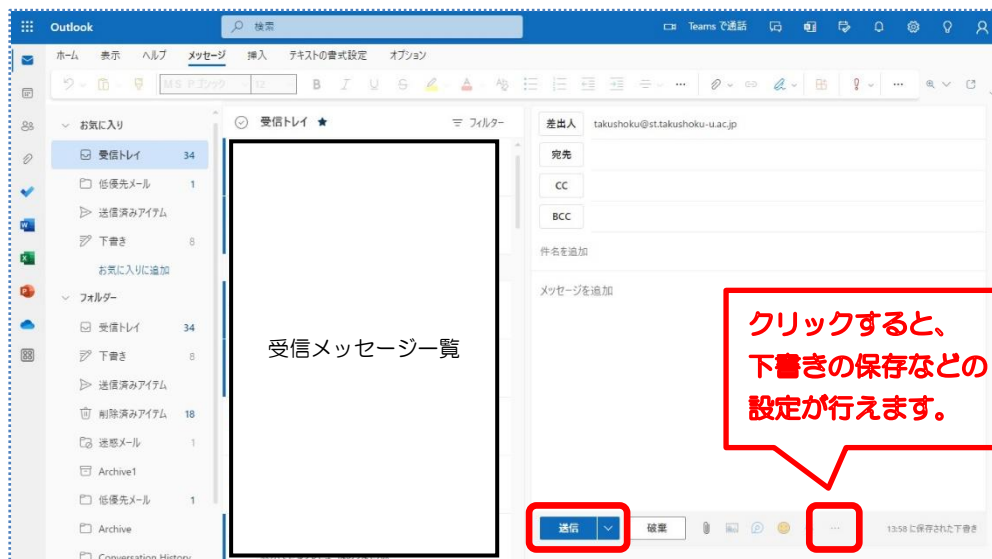 Outlook
検索
Teams で通話
ホーム 表示 ヘルプ メッセージ 挿入 テキストの書式設定 オプション
MS Pゴシック 12 B I U S
お気に入り
受信トレイ 34
低優先メール 1
送信済みアイテム
下書き 8
お気に入りに追加
フォルダー
受信トレイ 34
下書き 8
送信済みアイテム
削除済みアイテム 18
迷惑メール 1
Archive1
低優先メール 1
Archive
Conversation History
受信トレイ ★ フィルター
受信メッセージ一覧
差出人 takushoku@st.takushoku-u.ac.jp
宛先
CC
BCC
件名を追加
メッセージを追加
クリックすると、
下書きの保存などの
設定が行えます。
送信 破棄 13:58 に保存された下書き